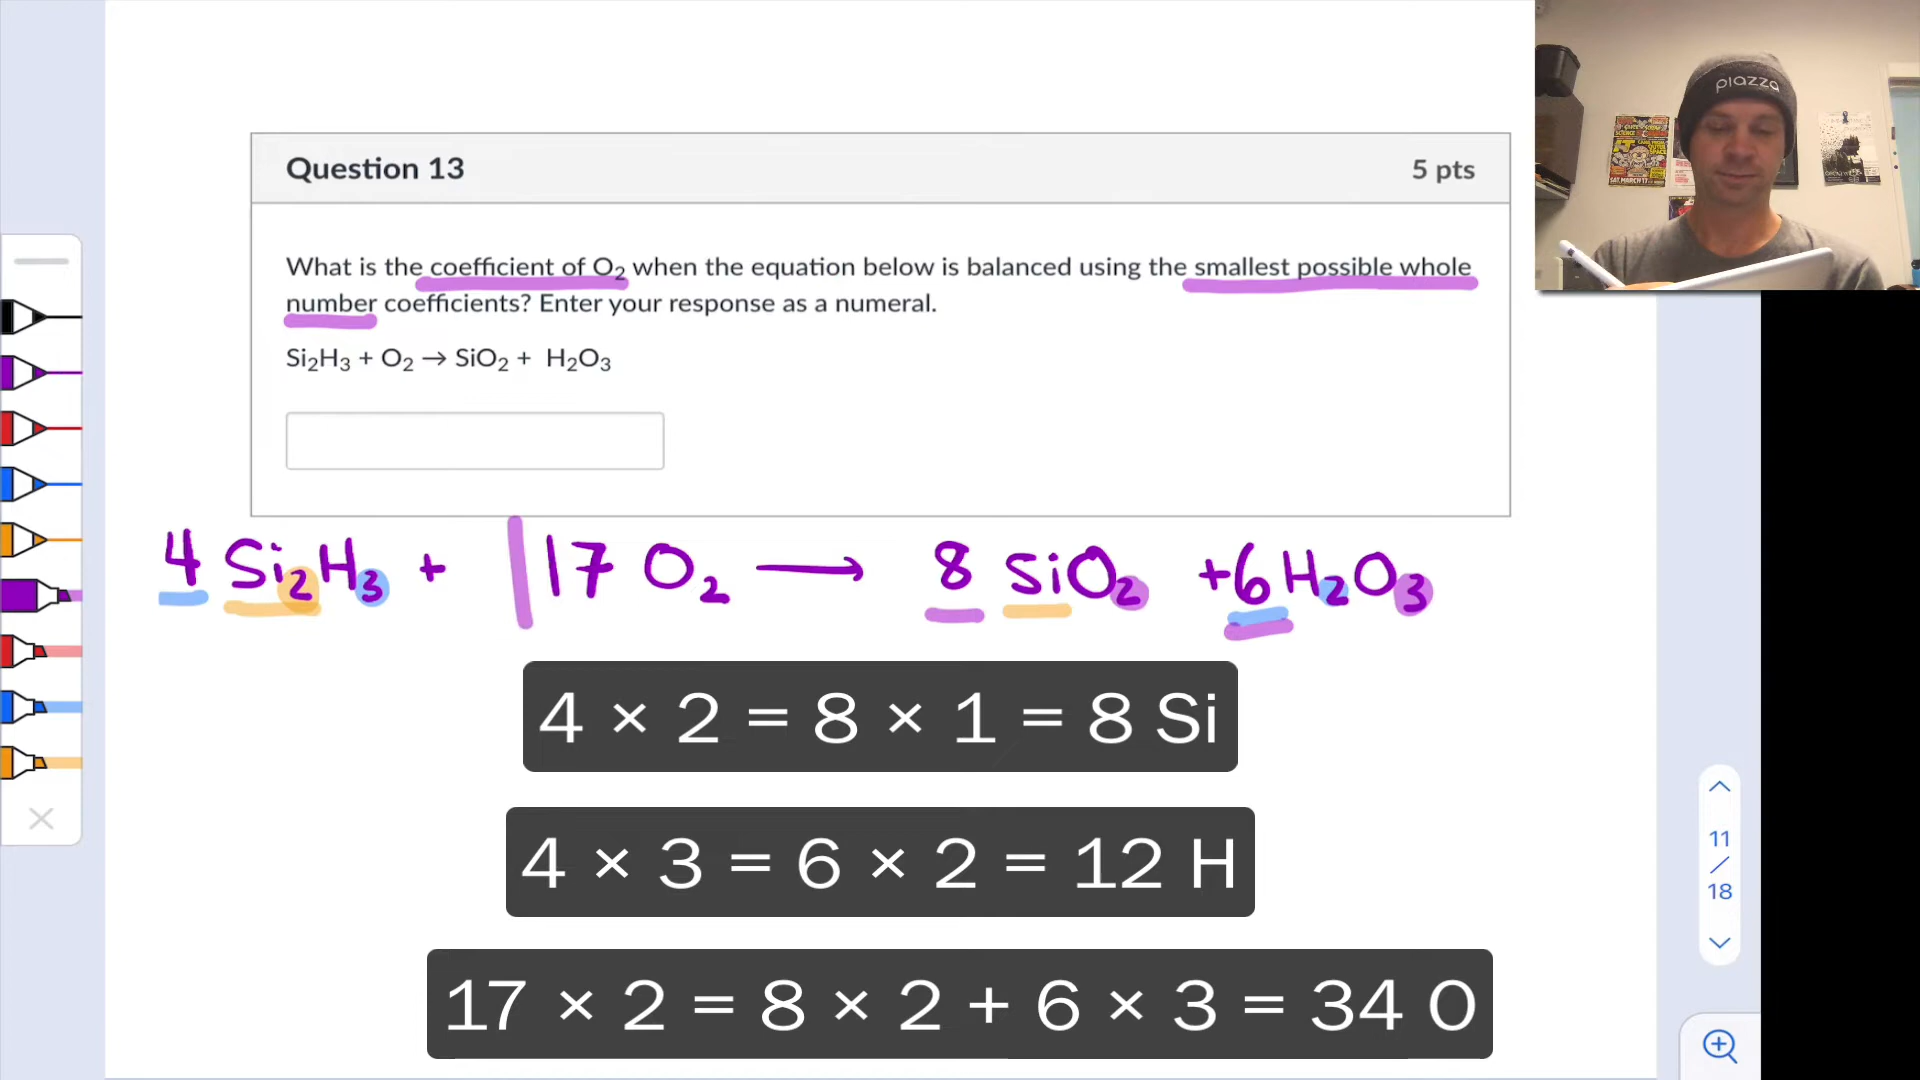 piazza
Question 13
5 pts
What is the coefficient of O₂ when the equation below is balanced using the smallest possible whole
number coefficients? Enter your response as a numeral.
Si₂H₃ + O₂ → SiO₂ + H₂O₃
4 Si₂H₃ + 17 O₂ → 8 SiO₂ + 6 H₂O₃
4 × 2 = 8 × 1 = 8 Si
4 × 3 = 6 × 2 = 12 H
17 × 2 = 8 × 2 + 6 × 3 = 34 O
11
/
18